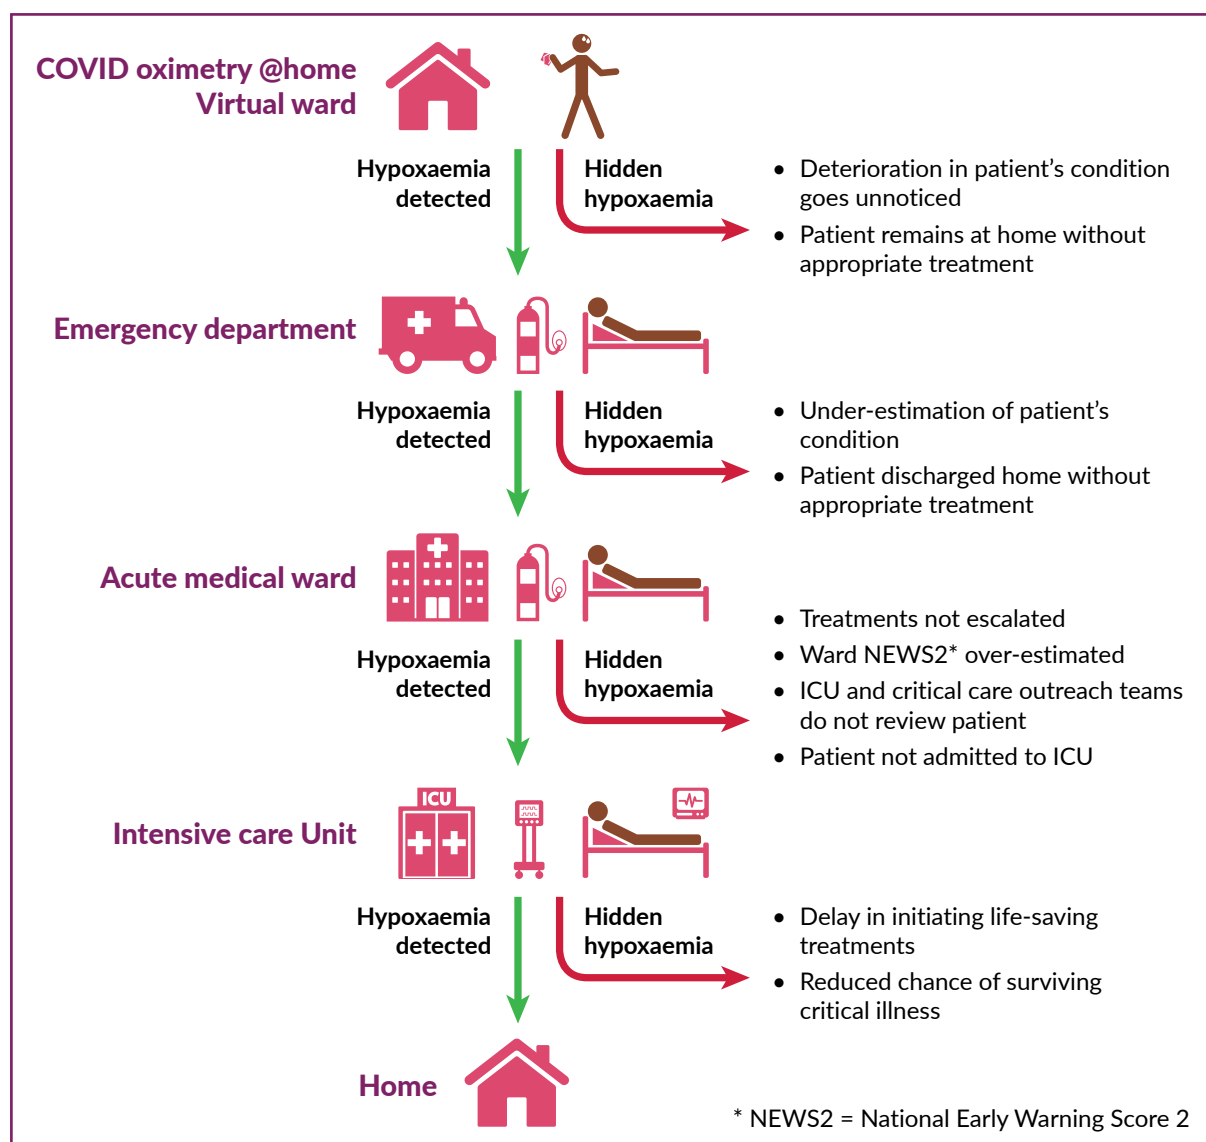 COVID oximetry @home
Virtual ward
Hypoxaemia
detected
Hidden
hypoxaemia
• Deterioration in patient’s condition
goes unnoticed
• Patient remains at home without
appropriate treatment
Emergency department
Hypoxaemia
detected
Hidden
hypoxaemia
• Under-estimation of patient’s
condition
• Patient discharged home without
appropriate treatment
Acute medical ward
Hypoxaemia
detected
Hidden
hypoxaemia
• Treatments not escalated
• Ward NEWS2* over-estimated
• ICU and critical care outreach teams
do not review patient
• Patient not admitted to ICU
Intensive care Unit
ICU
Hypoxaemia
detected
Hidden
hypoxaemia
• Delay in initiating life-saving
treatments
• Reduced chance of surviving
critical illness
Home
* NEWS2 = National Early Warning Score 2